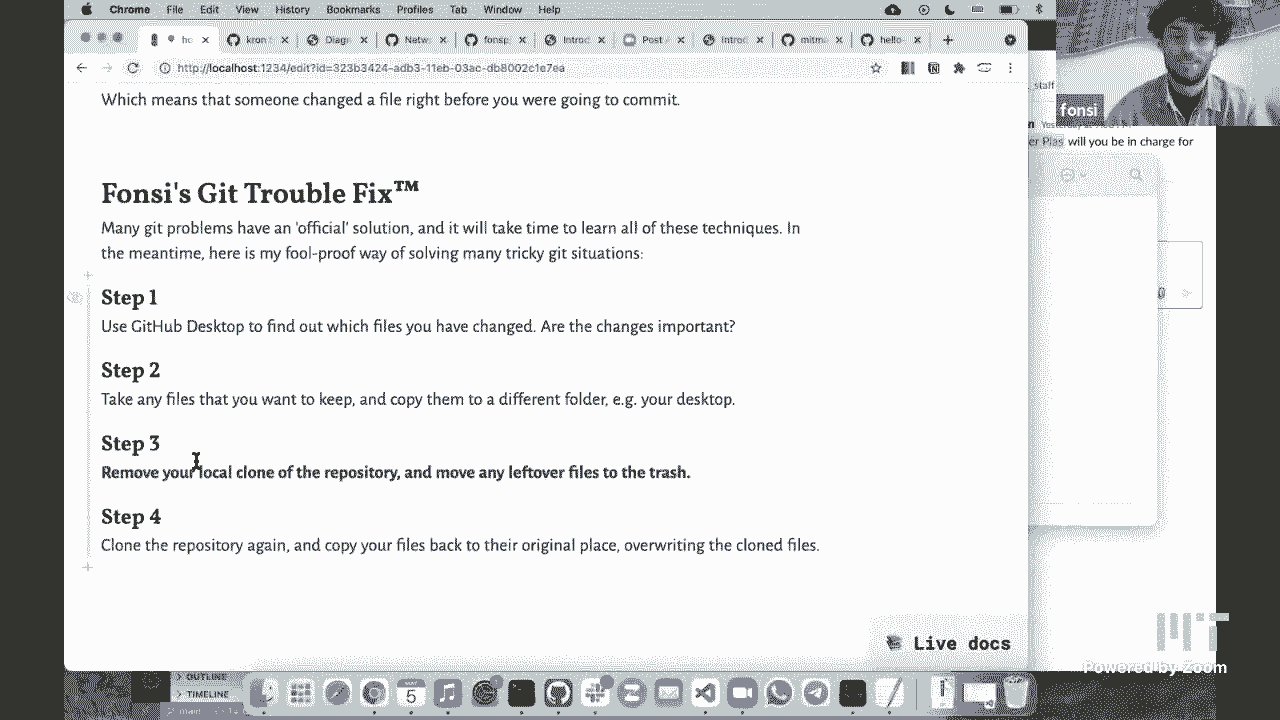 Chrome File Edit View History Bookmarks Profiles Tab Window Help
ho kron Diagr Netw fonsp Introd Post Introd mitm hello-
http://localhost:1234/edit?id=323b3424-adb3-11eb-03ac-db8002c1e7ea
Which means that someone changed a file right before you were going to commit.
Fonsi's Git Trouble Fix™
Many git problems have an 'official' solution, and it will take time to learn all of these techniques. In
the meantime, here is my fool-proof way of solving many tricky git situations:
Step 1
Use GitHub Desktop to find out which files you have changed. Are the changes important?
Step 2
Take any files that you want to keep, and copy them to a different folder, e.g. your desktop.
Step 3
Remove your local clone of the repository, and move any leftover files to the trash.
Step 4
Clone the repository again, and copy your files back to their original place, overwriting the cloned files.
Live docs
fonsi
staff
will you be in charge for
OUTLINE
TIMELINE
5
MIT
Powered by Zoom